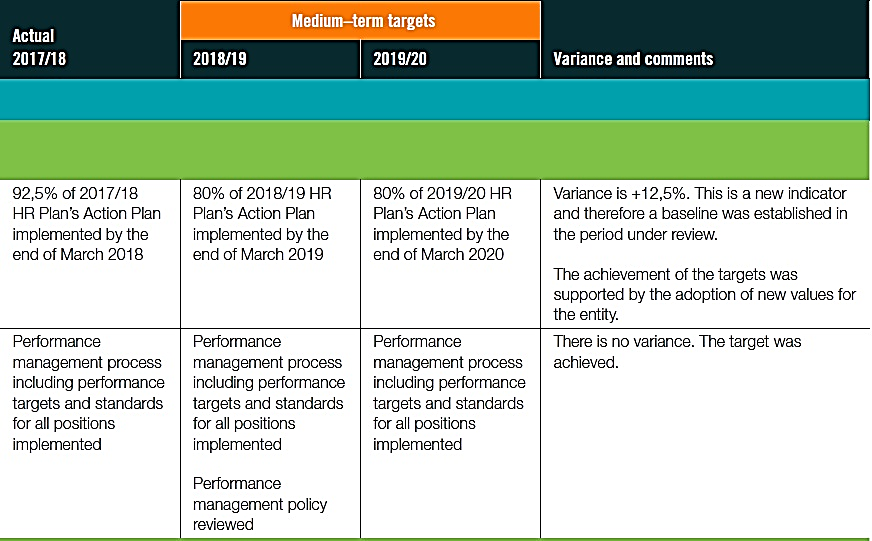 Actual
2017/18
Medium–term targets
2018/19
2019/20
Variance and comments
92,5% of 2017/18
HR Plan's Action Plan
implemented by the
end of March 2018
80% of 2018/19 HR
Plan's Action Plan
implemented by the
end of March 2019
80% of 2019/20 HR
Plan's Action Plan
implemented by the
end of March 2020
Variance is +12,5%. This is a new indicator
and therefore a baseline was established in
the period under review.
The achievement of the targets was
supported by the adoption of new values for
the entity.
Performance
management process
including performance
targets and standards
for all positions
implemented
Performance
management process
including performance
targets and standards
for all positions
implemented
Performance
management policy
reviewed
Performance
management process
including performance
targets and standards
for all positions
implemented
There is no variance. The target was
achieved.